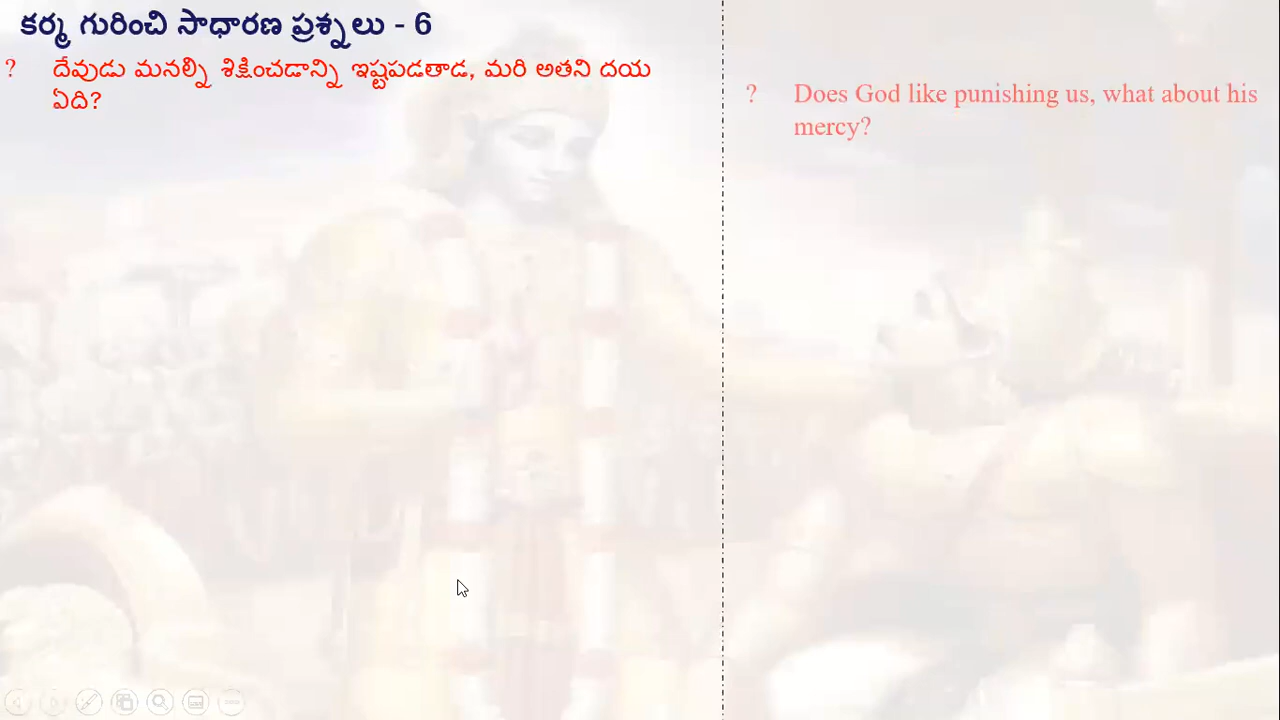 కర్మ గురించి సాధారణ ప్రశ్నలు - 6
? దేవుడు మనల్ని శిక్షించడాన్ని ఇష్టపడతాడ, మరి అతని దయ
ఏది?
? Does God like punishing us, what about his
mercy?